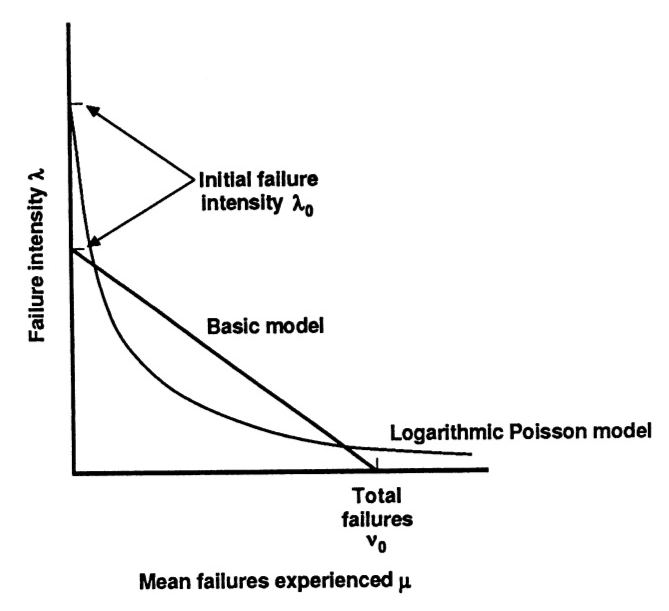 Failure intensity λ
Initial failure
intensity λ₀
Basic model
Logarithmic Poisson model
Total
failures
ν₀
Mean failures experienced μ